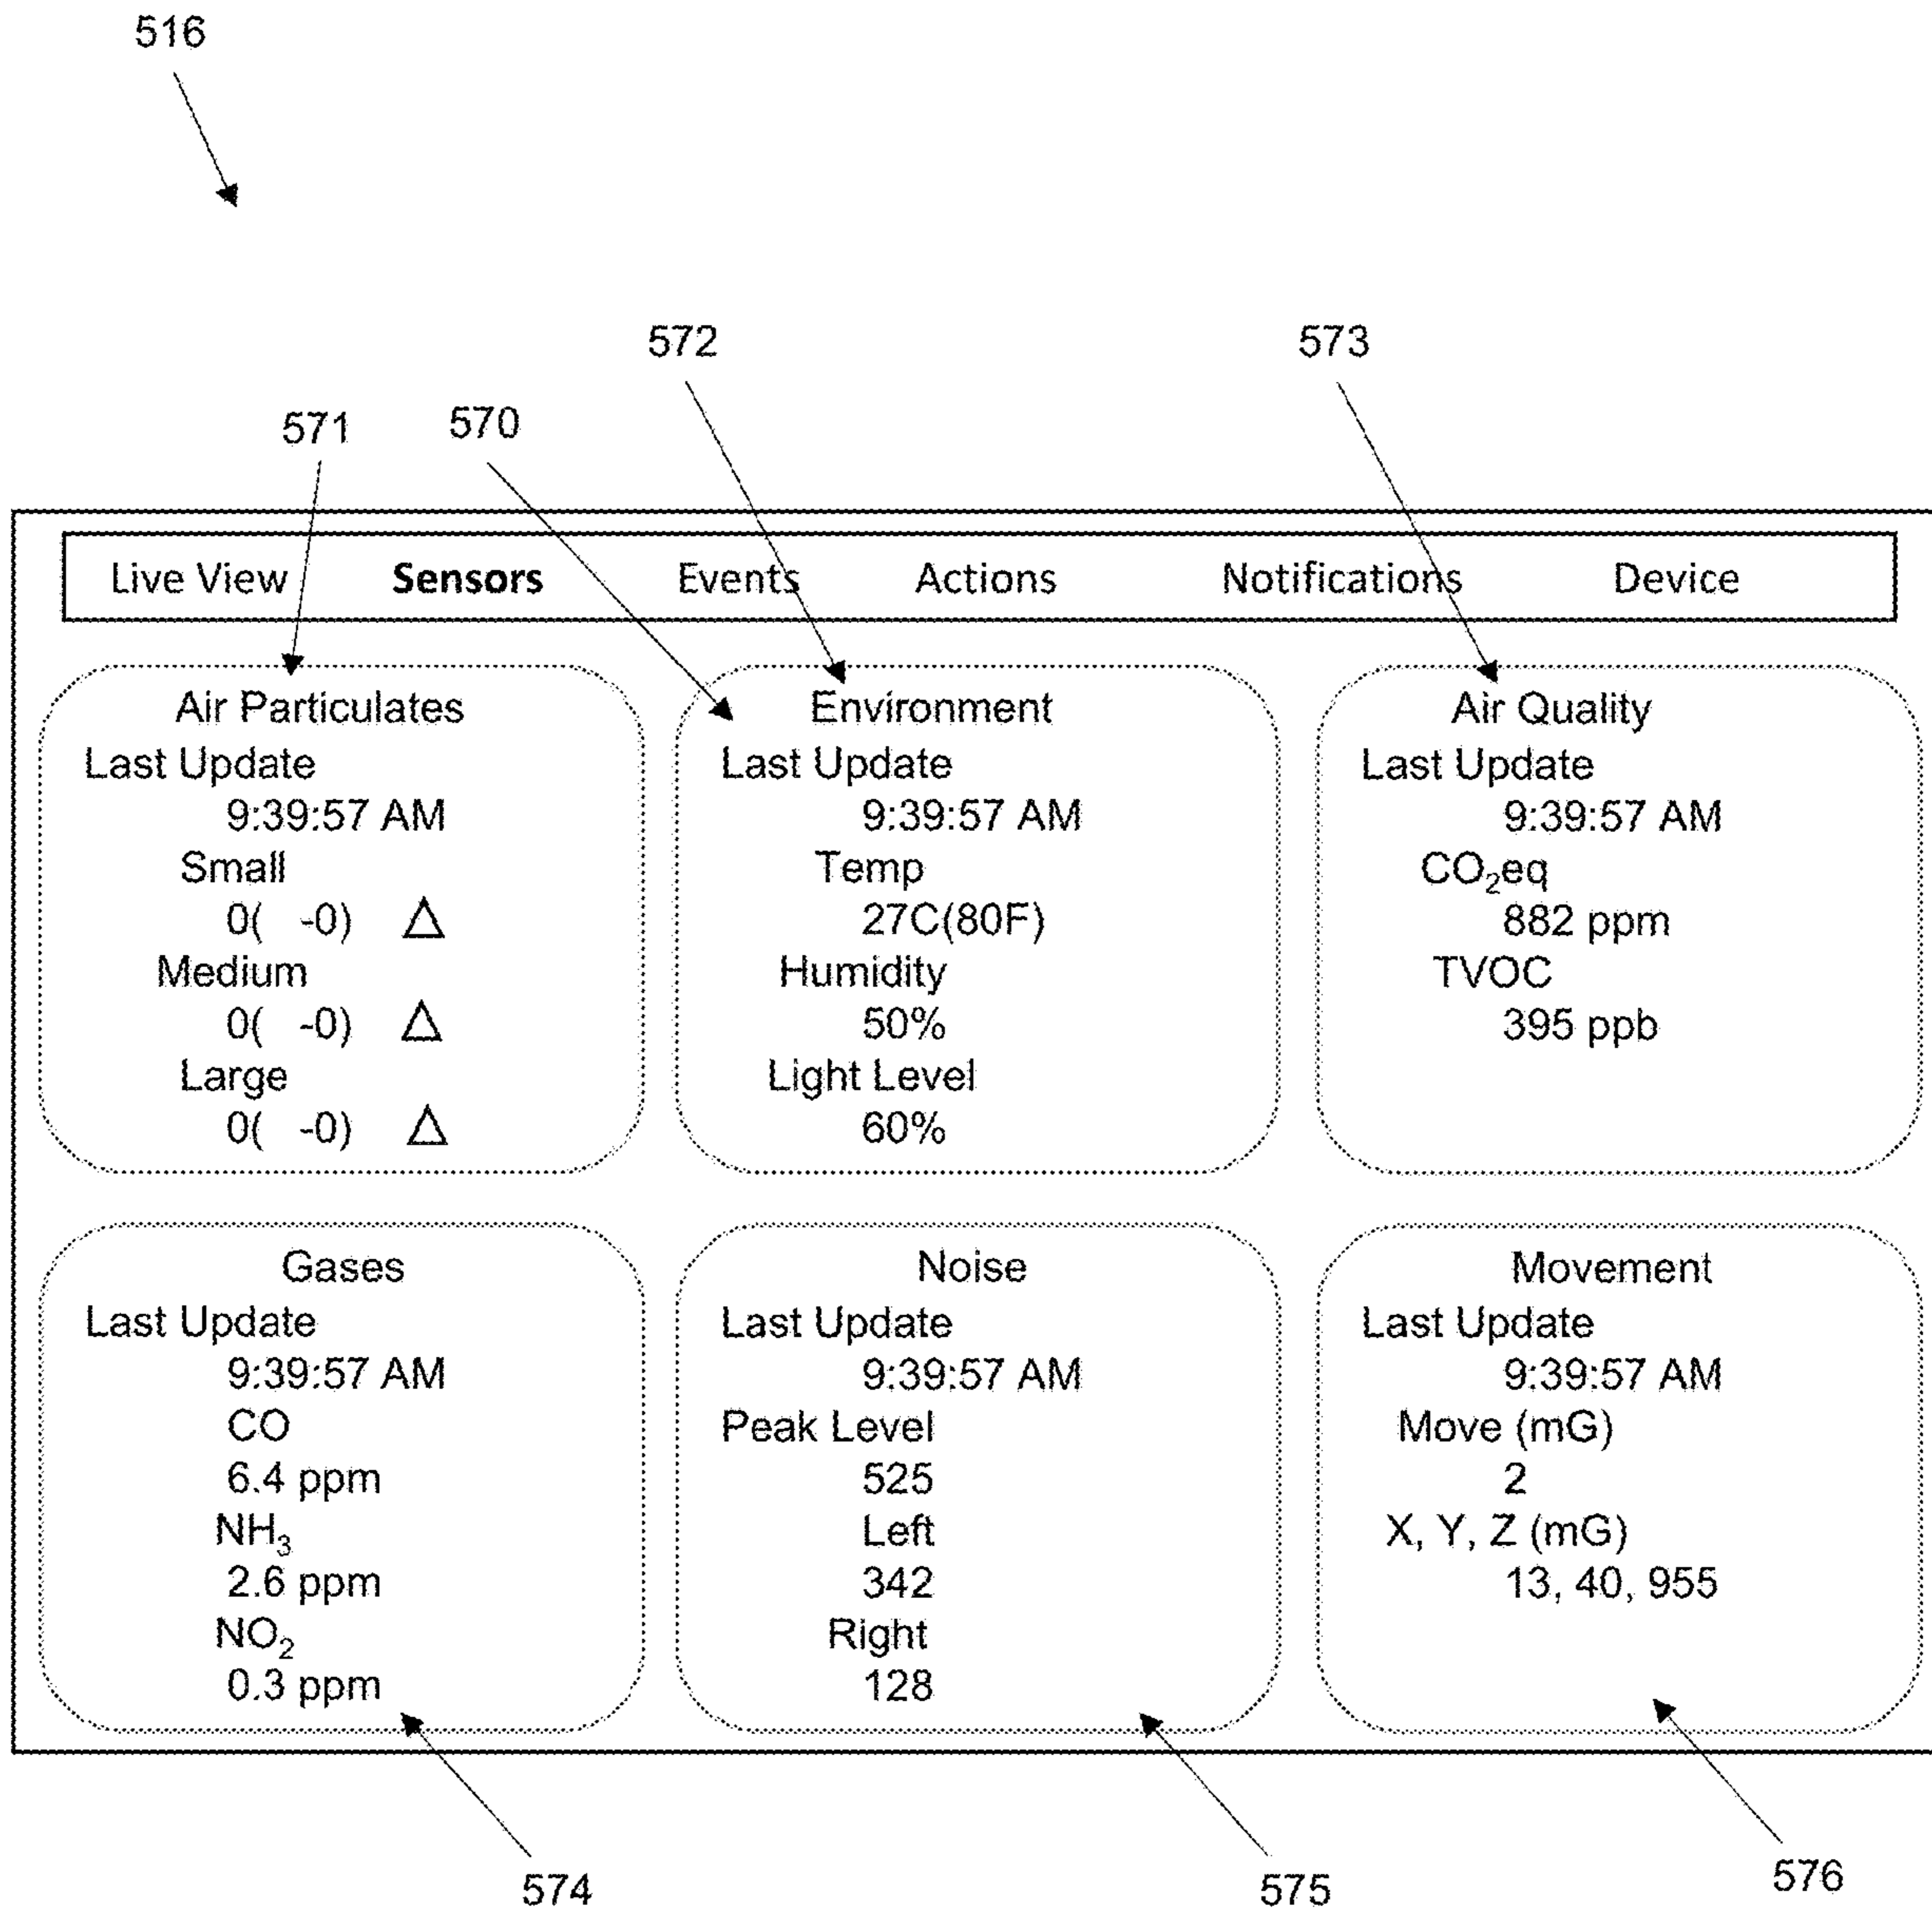 516
572
573
571
570
Live View Sensors Events Actions Notifications Device
Air Particulates
Last Update
9:39:57 AM
Small
0( -0) △
Medium
0( -0) △
Large
0( -0) △
Environment
Last Update
9:39:57 AM
Temp
27C(80F)
Humidity
50%
Light Level
60%
Air Quality
Last Update
9:39:57 AM
CO₂eq
882 ppm
TVOC
395 ppb
Gases
Last Update
9:39:57 AM
CO
6.4 ppm
NH₃
2.6 ppm
NO₂
0.3 ppm
Noise
Last Update
9:39:57 AM
Peak Level
525
Left
342
Right
128
Movement
Last Update
9:39:57 AM
Move (mG)
2
X, Y, Z (mG)
13, 40, 955
574
575
576